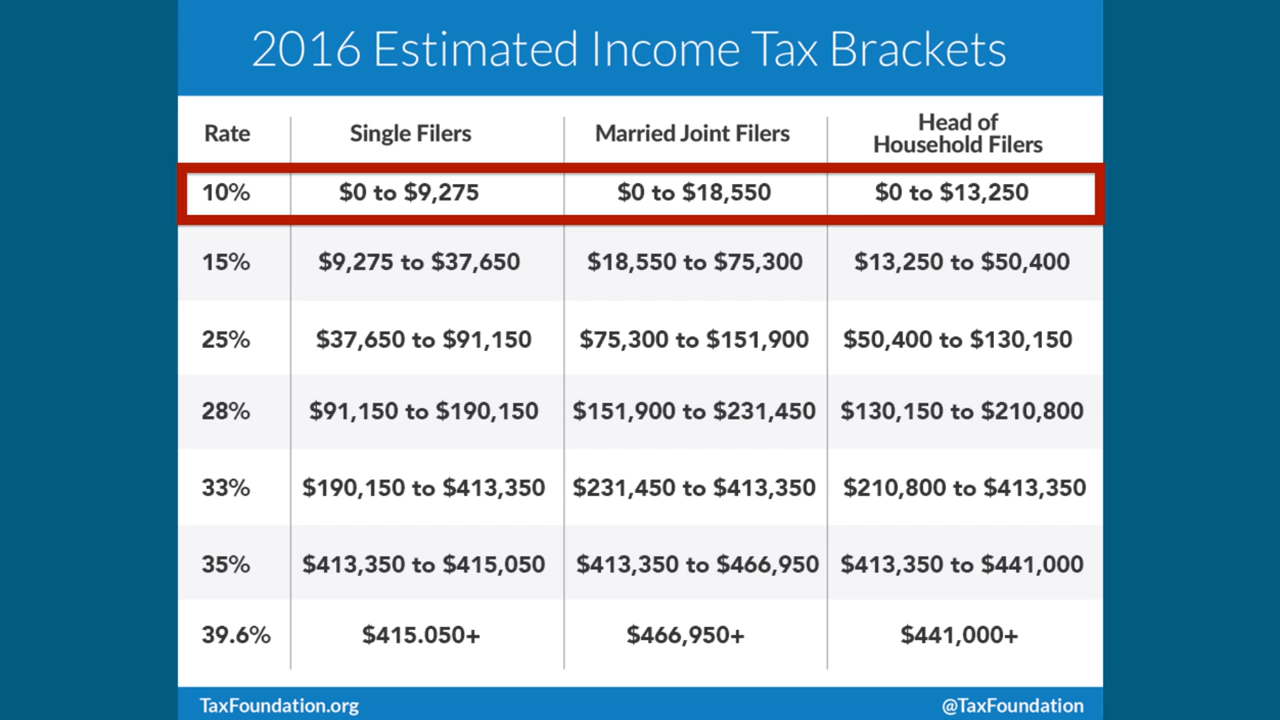 2016 Estimated Income Tax Brackets
Rate Single Filers Married Joint Filers Head of Household Filers
10% $0 to $9,275 $0 to $18,550 $0 to $13,250
15% $9,275 to $37,650 $18,550 to $75,300 $13,250 to $50,400
25% $37,650 to $91,150 $75,300 to $151,900 $50,400 to $130,150
28% $91,150 to $190,150 $151,900 to $231,450 $130,150 to $210,800
33% $190,150 to $413,350 $231,450 to $413,350 $210,800 to $413,350
35% $413,350 to $415,050 $413,350 to $466,950 $413,350 to $441,000
39.6% $415.050+ $466,950+ $441,000+
TaxFoundation.org @TaxFoundation